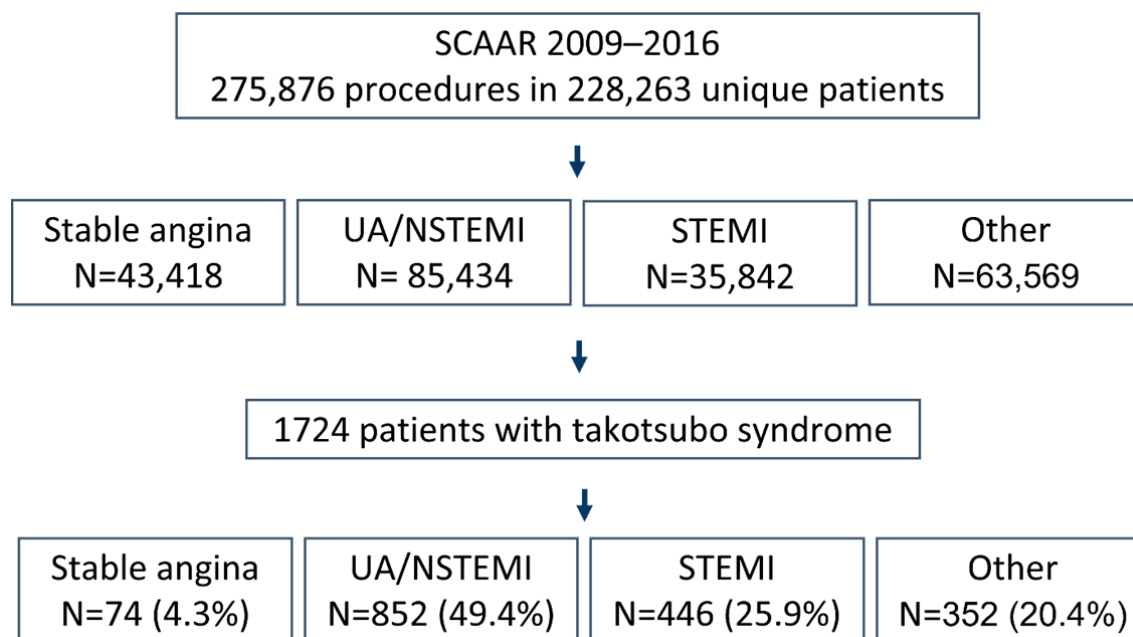 SCAAR 2009–2016
275,876 procedures in 228,263 unique patients
Stable angina
N=43,418
UA/NSTEMI
N= 85,434
STEMI
N=35,842
Other
N=63,569
1724 patients with takotsubo syndrome
Stable angina
N=74 (4.3%)
UA/NSTEMI
N=852 (49.4%)
STEMI
N=446 (25.9%)
Other
N=352 (20.4%)